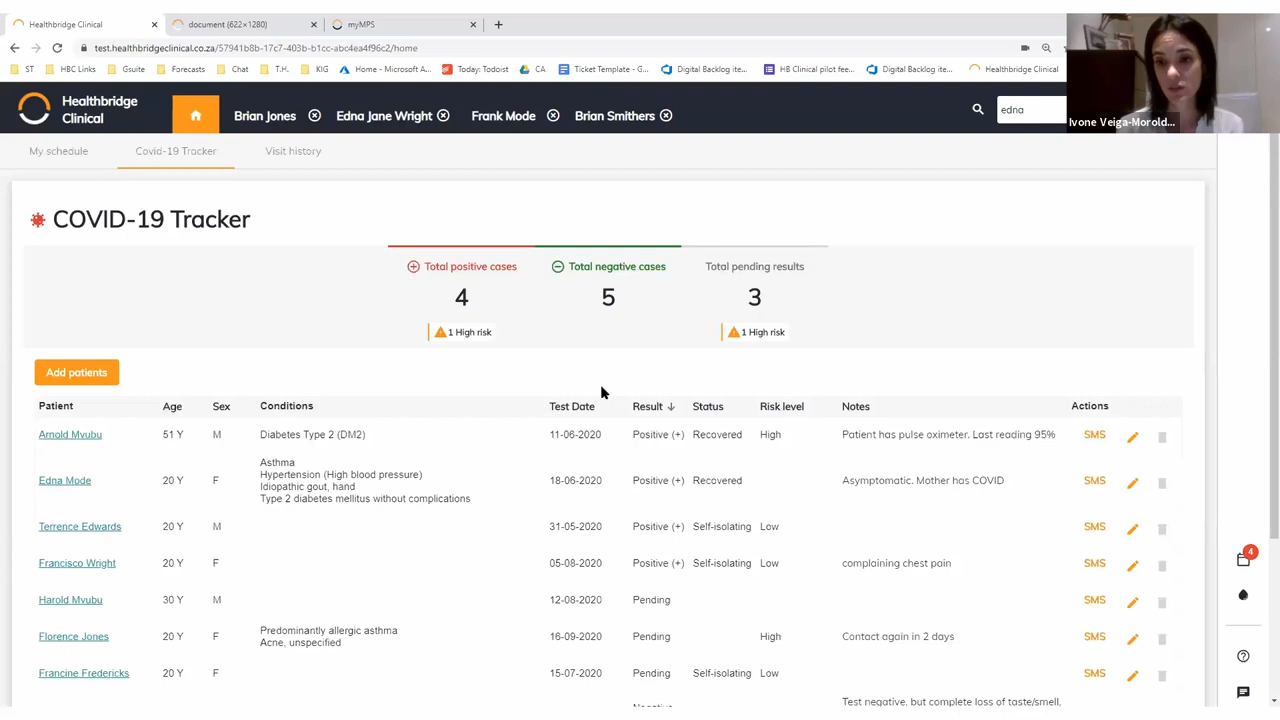 Healthbridge Clinical
document (622×1280)
myMPS
test.healthbridgeclinical.co.za/57941b8b-17c7-403b-b1cc-abc4ea4f96c2/home
ST HBC Links Gsuite Forecasts Chat T.H. KIG Home - Microsoft A... Today: Todoist CA Ticket Template - G... Digital Backlog ite... HB Clinical pilot fee... Digital Backlog ite... Healthbridge Clinical
Healthbridge
Clinical
Brian Jones Edna Jane Wright Frank Mode Brian Smithers
edna
Ivone Veiga-Morold...
My schedule Covid-19 Tracker Visit history
COVID-19 Tracker
Total positive cases Total negative cases Total pending results
4 5 3
1 High risk 1 High risk
Add patients
Patient Age Sex Conditions Test Date Result Status Risk level Notes Actions
Arnold Mvubu 51 Y M Diabetes Type 2 (DM2) 11-06-2020 Positive (+) Recovered High Patient has pulse oximeter. Last reading 95% SMS
Asthma
Hypertension (High blood pressure)
Edna Mode 20 Y F 18-06-2020 Positive (+) Recovered Asymptomatic. Mother has COVID SMS
Idiopathic gout, hand
Type 2 diabetes mellitus without complications
Terrence Edwards 20 Y M 31-05-2020 Positive (+) Self-isolating Low SMS
Francisco Wright 20 Y F 05-08-2020 Positive (+) Self-isolating Low complaining chest pain SMS
4
Harold Mvubu 30 Y M 12-08-2020 Pending SMS
Predominantly allergic asthma
Florence Jones 20 Y F 16-09-2020 Pending High Contact again in 2 days SMS
Acne, unspecified
Francine Fredericks 20 Y F 15-07-2020 Pending Self-isolating Low SMS
Test negative, but complete loss of taste/smell,